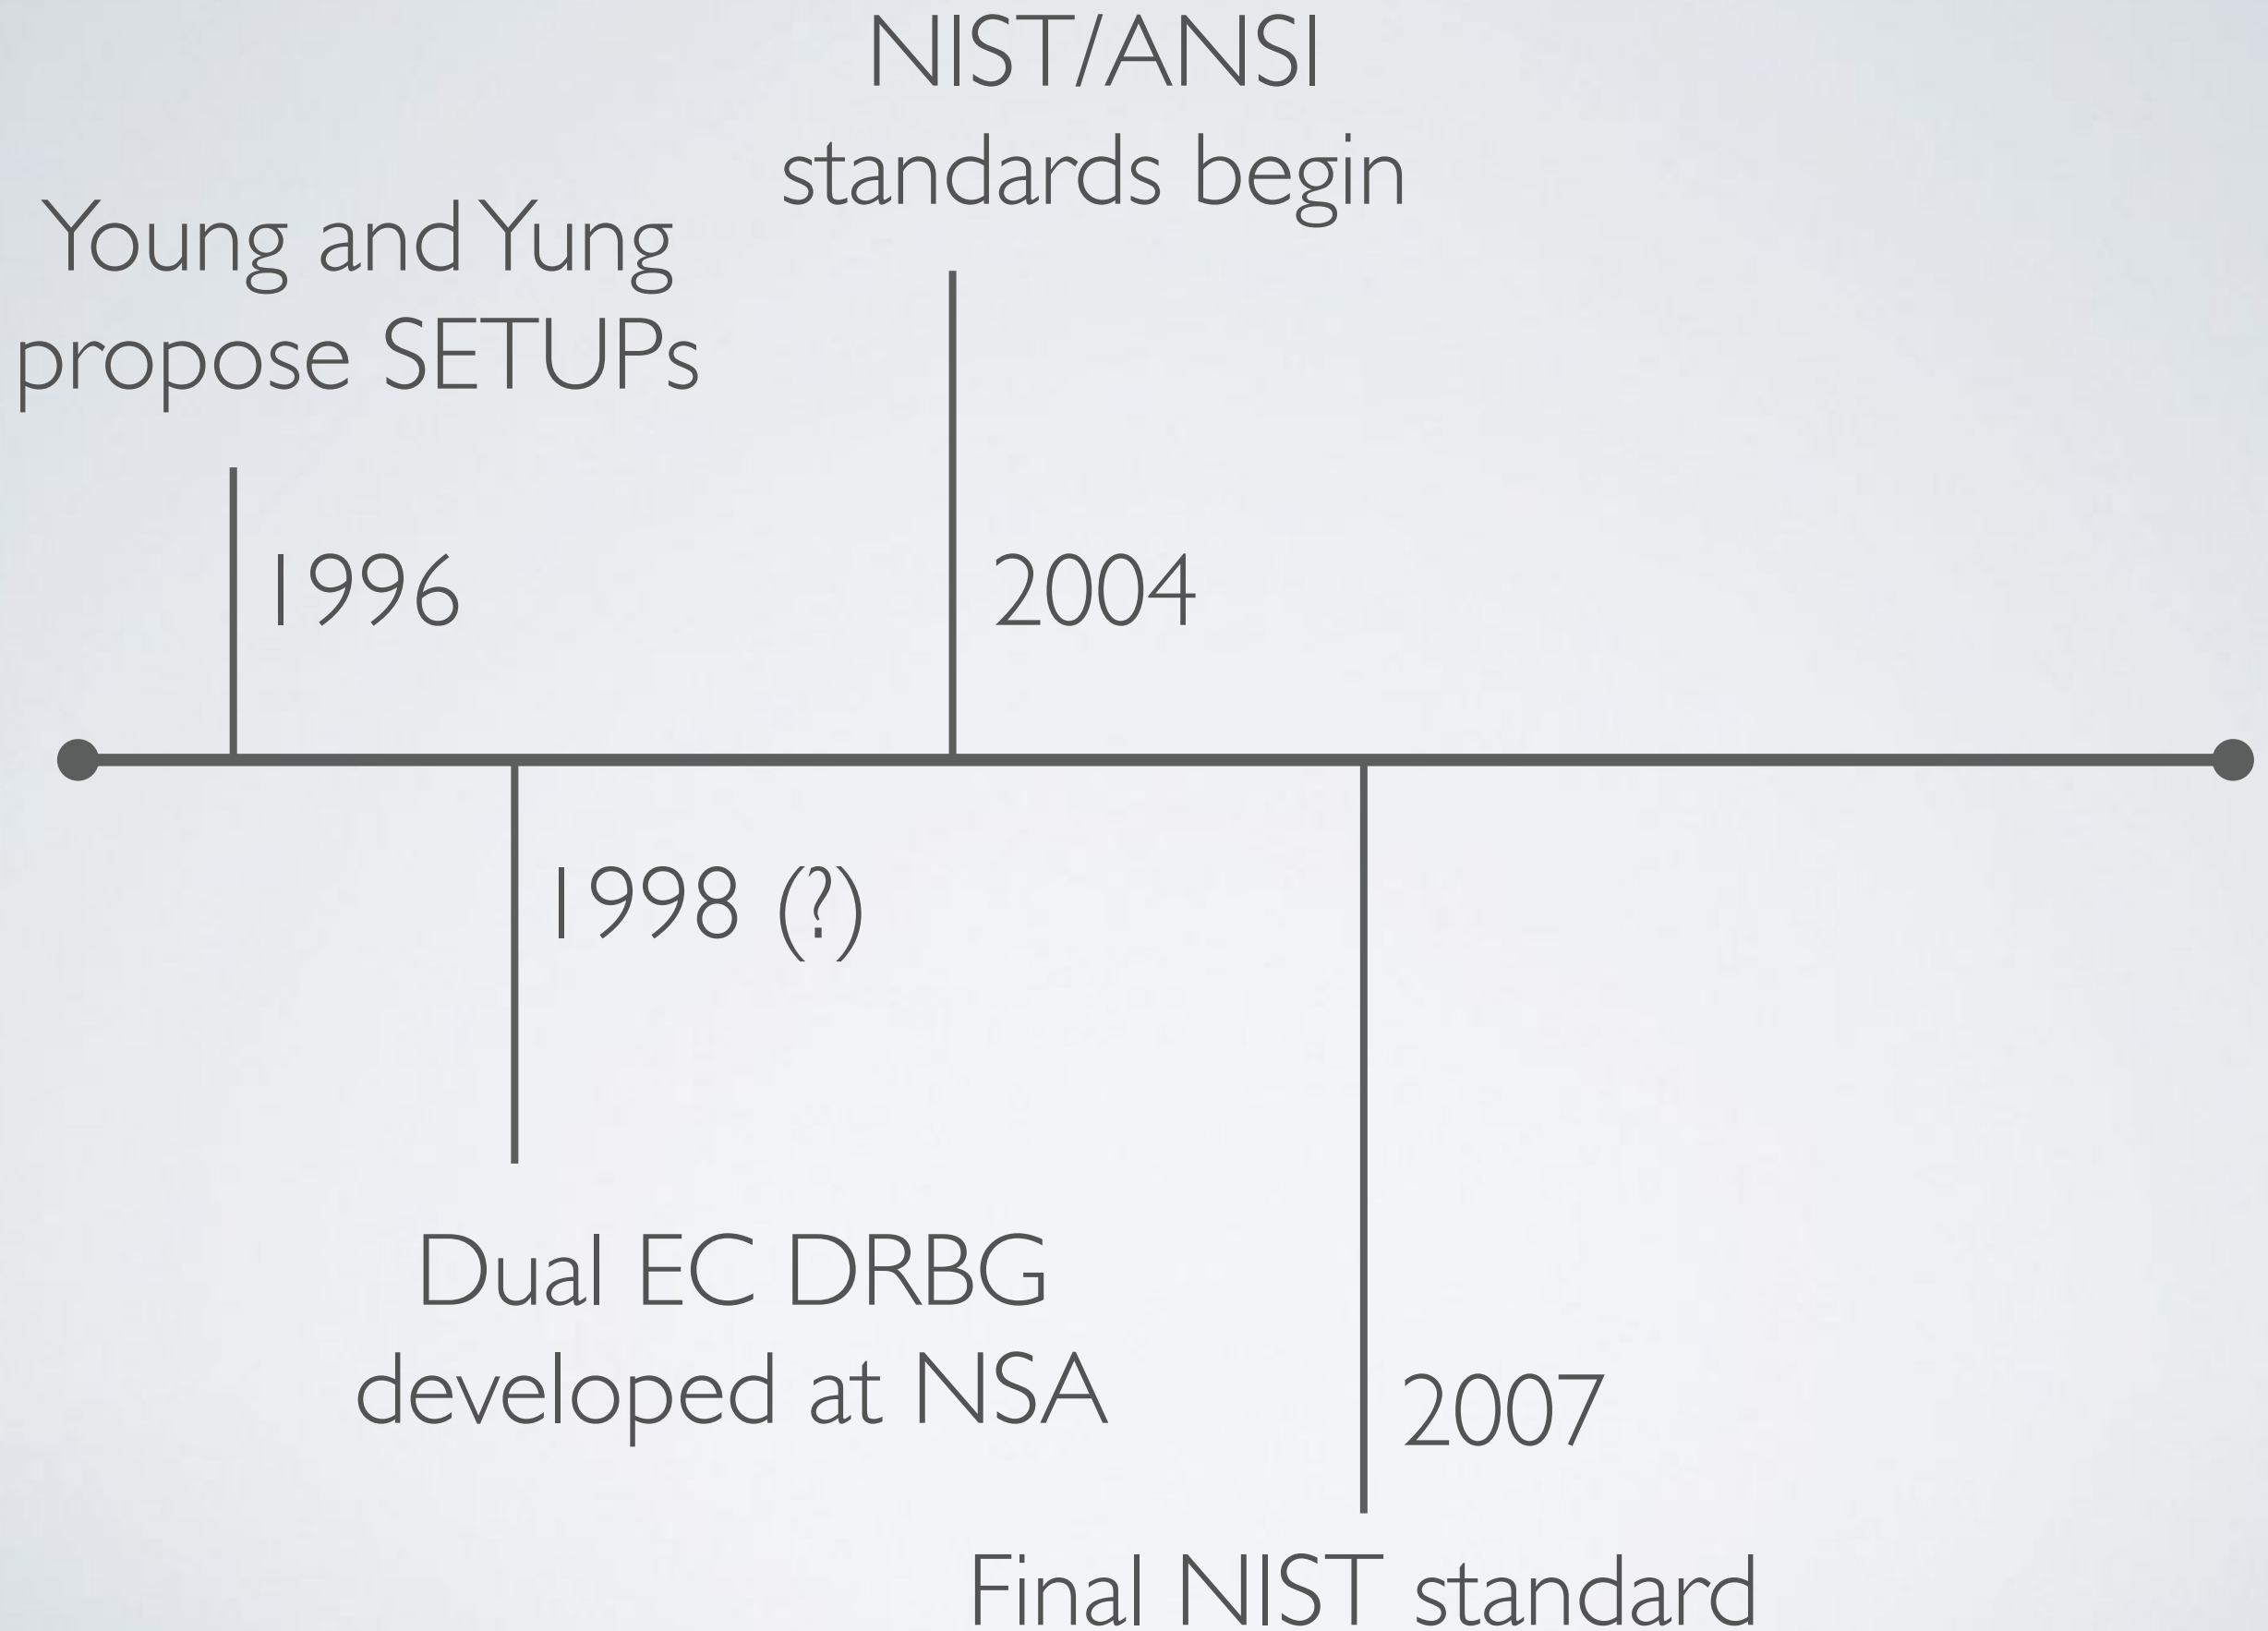 NIST/ANSI
standards begin
Young and Yung
propose SETUPs
1996
2004
1998 (?)
Dual EC DRBG
developed at NSA
2007
Final NIST standard